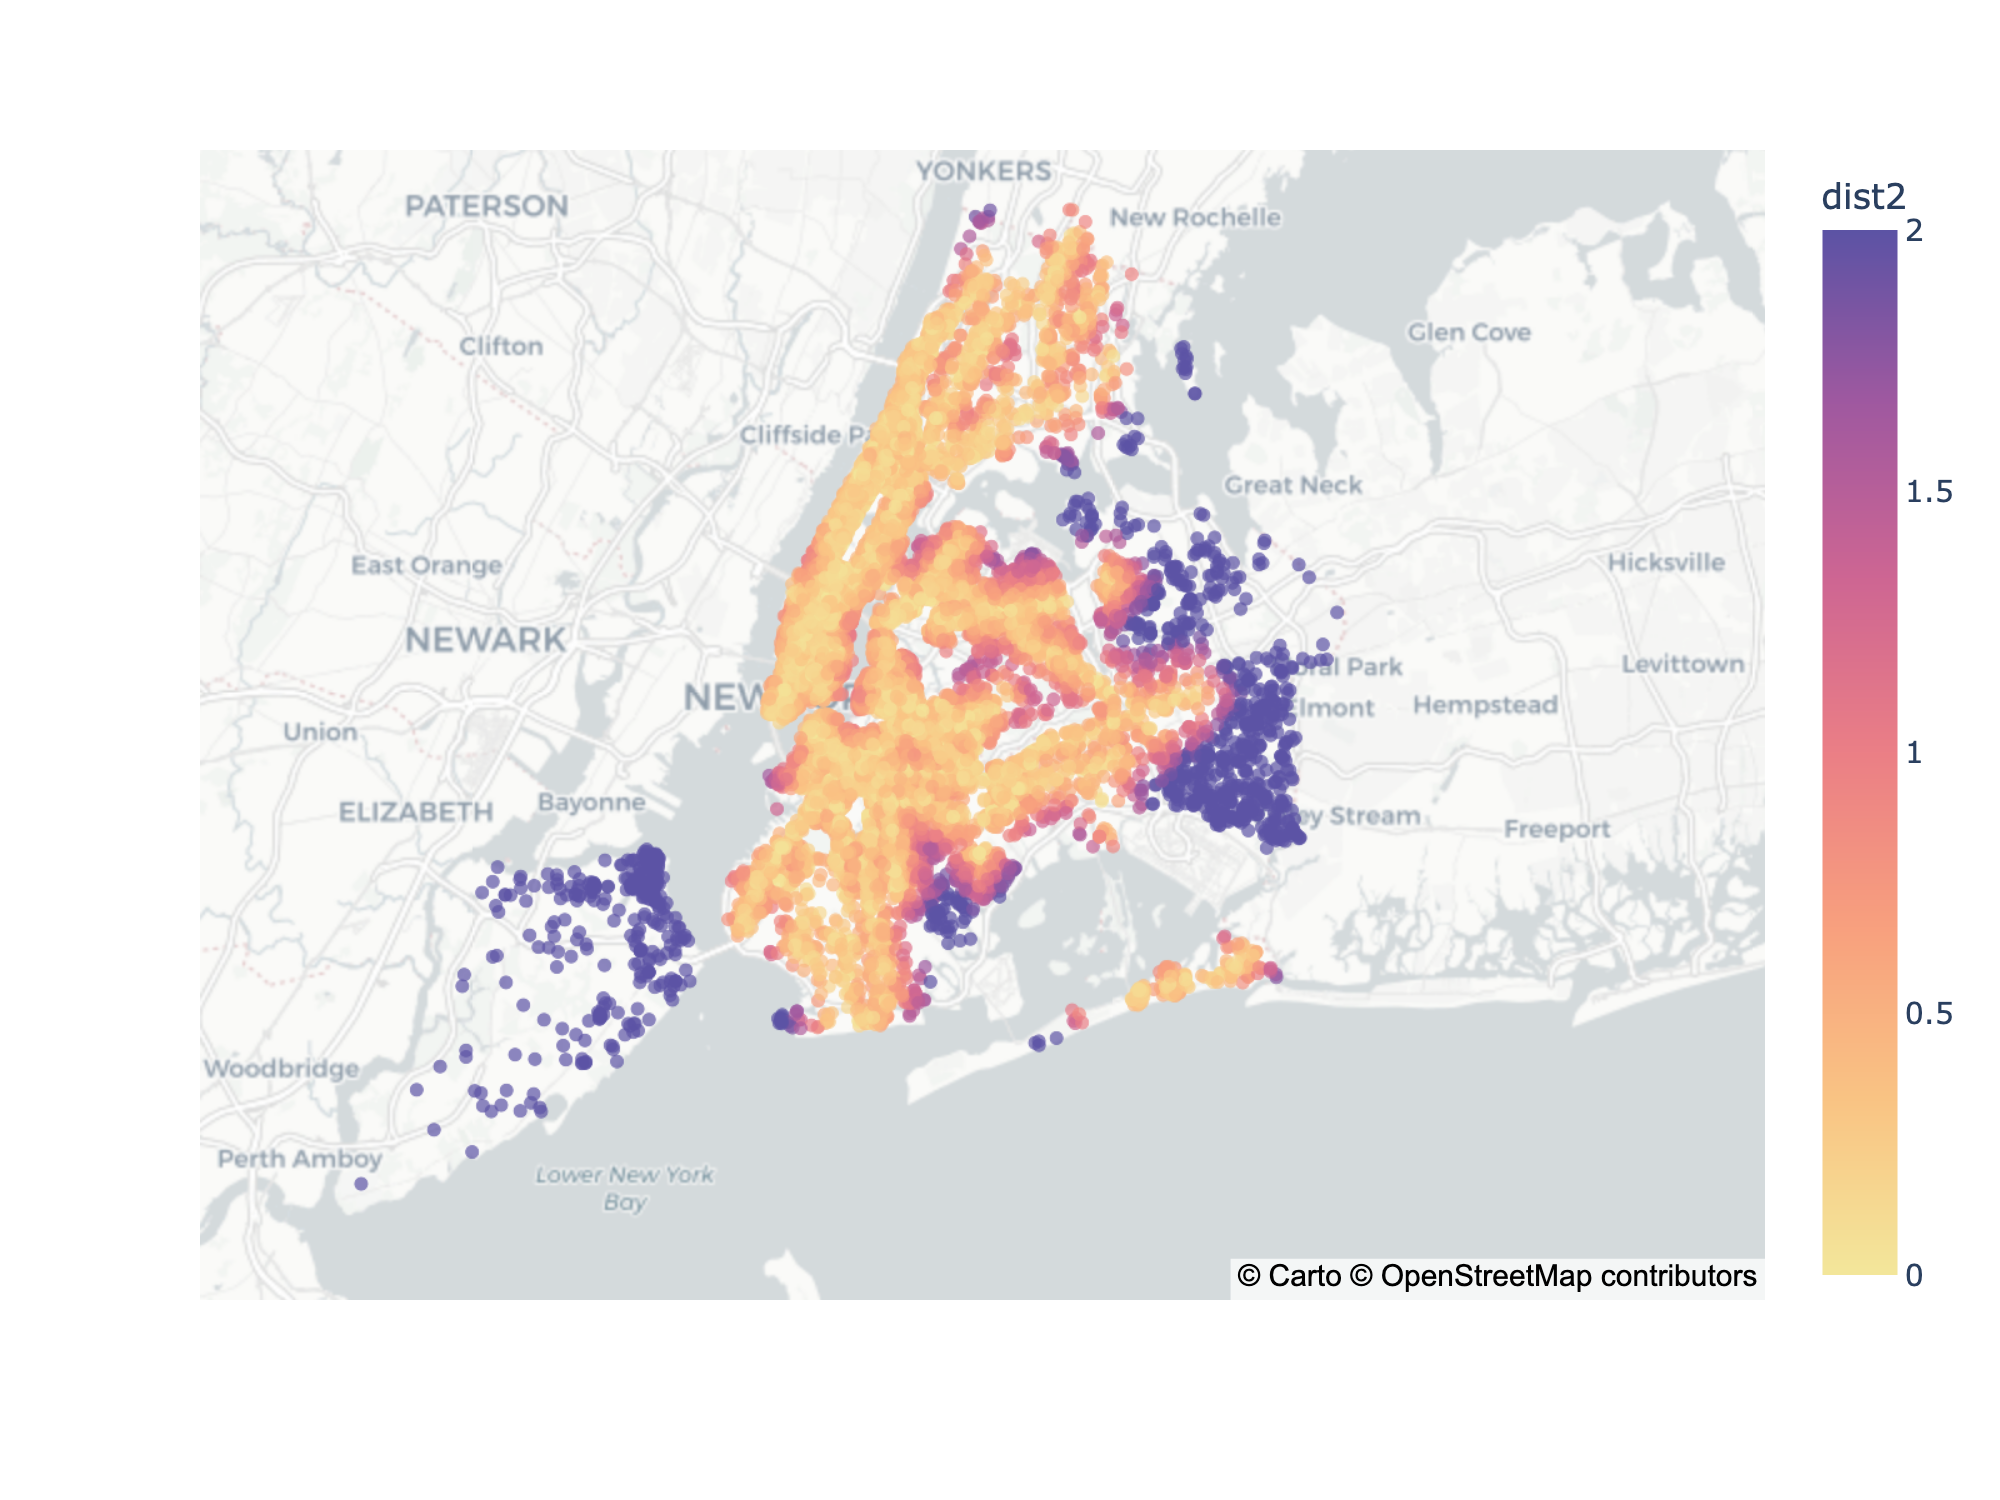 YONKERS
PATERSON
New Rochelle
Clifton
Glen Cove
Cliffside Pa
Great Neck
East Orange
Hicksville
NEWARK
oral Park
Levittown
NEW
Union
lmont
Hempstead
ELIZABETH
Bayonne
ey Stream
Freeport
Woodbridge
Perth Amboy
Lower New York
Bay
© Carto © OpenStreetMap contributors
dist2
2
1.5
1
0.5
0